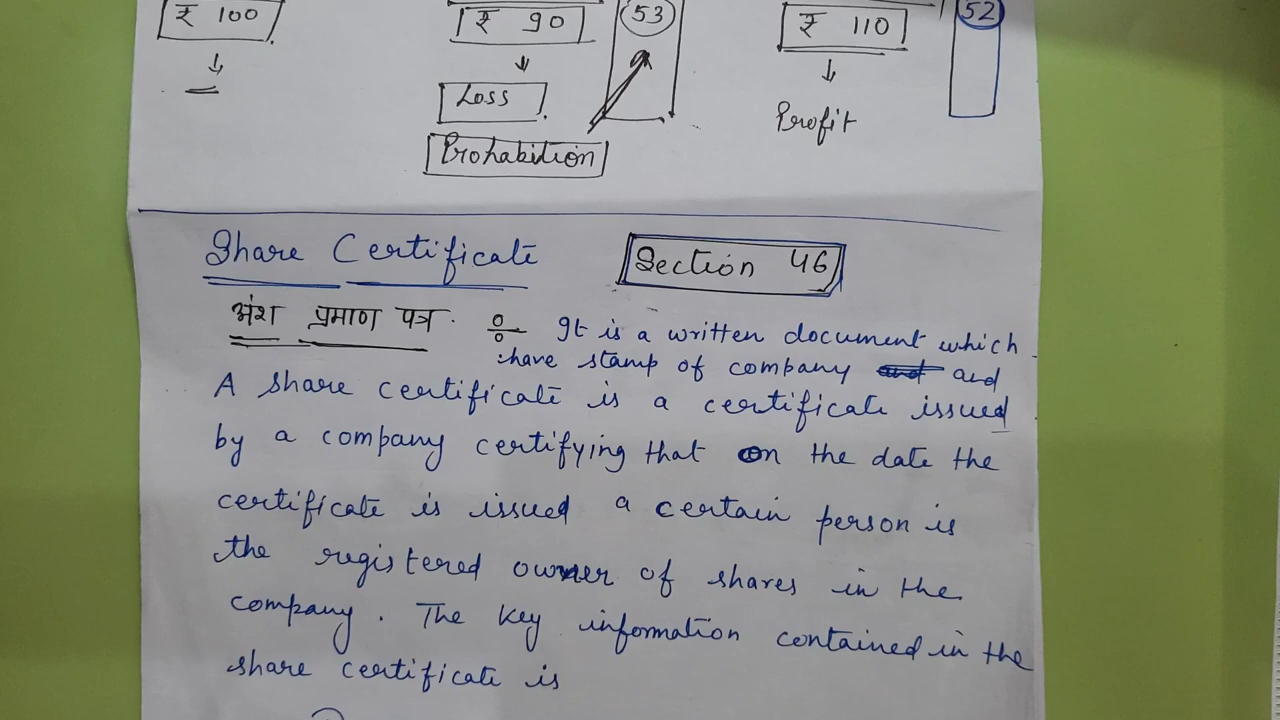 ₹ 100
₹ 90
53
₹ 110
52
Loss
Profit
Prohabition
Share Certificate
Section 46
अंश प्रमाण पत्र
It is a written document which
have stamp of company and and
A share certificate is a certificate issued
by a company certifying that on the date the
certificate is issued a certain person is
the registered owner of shares in the
company. The key information contained in the
share certificate is